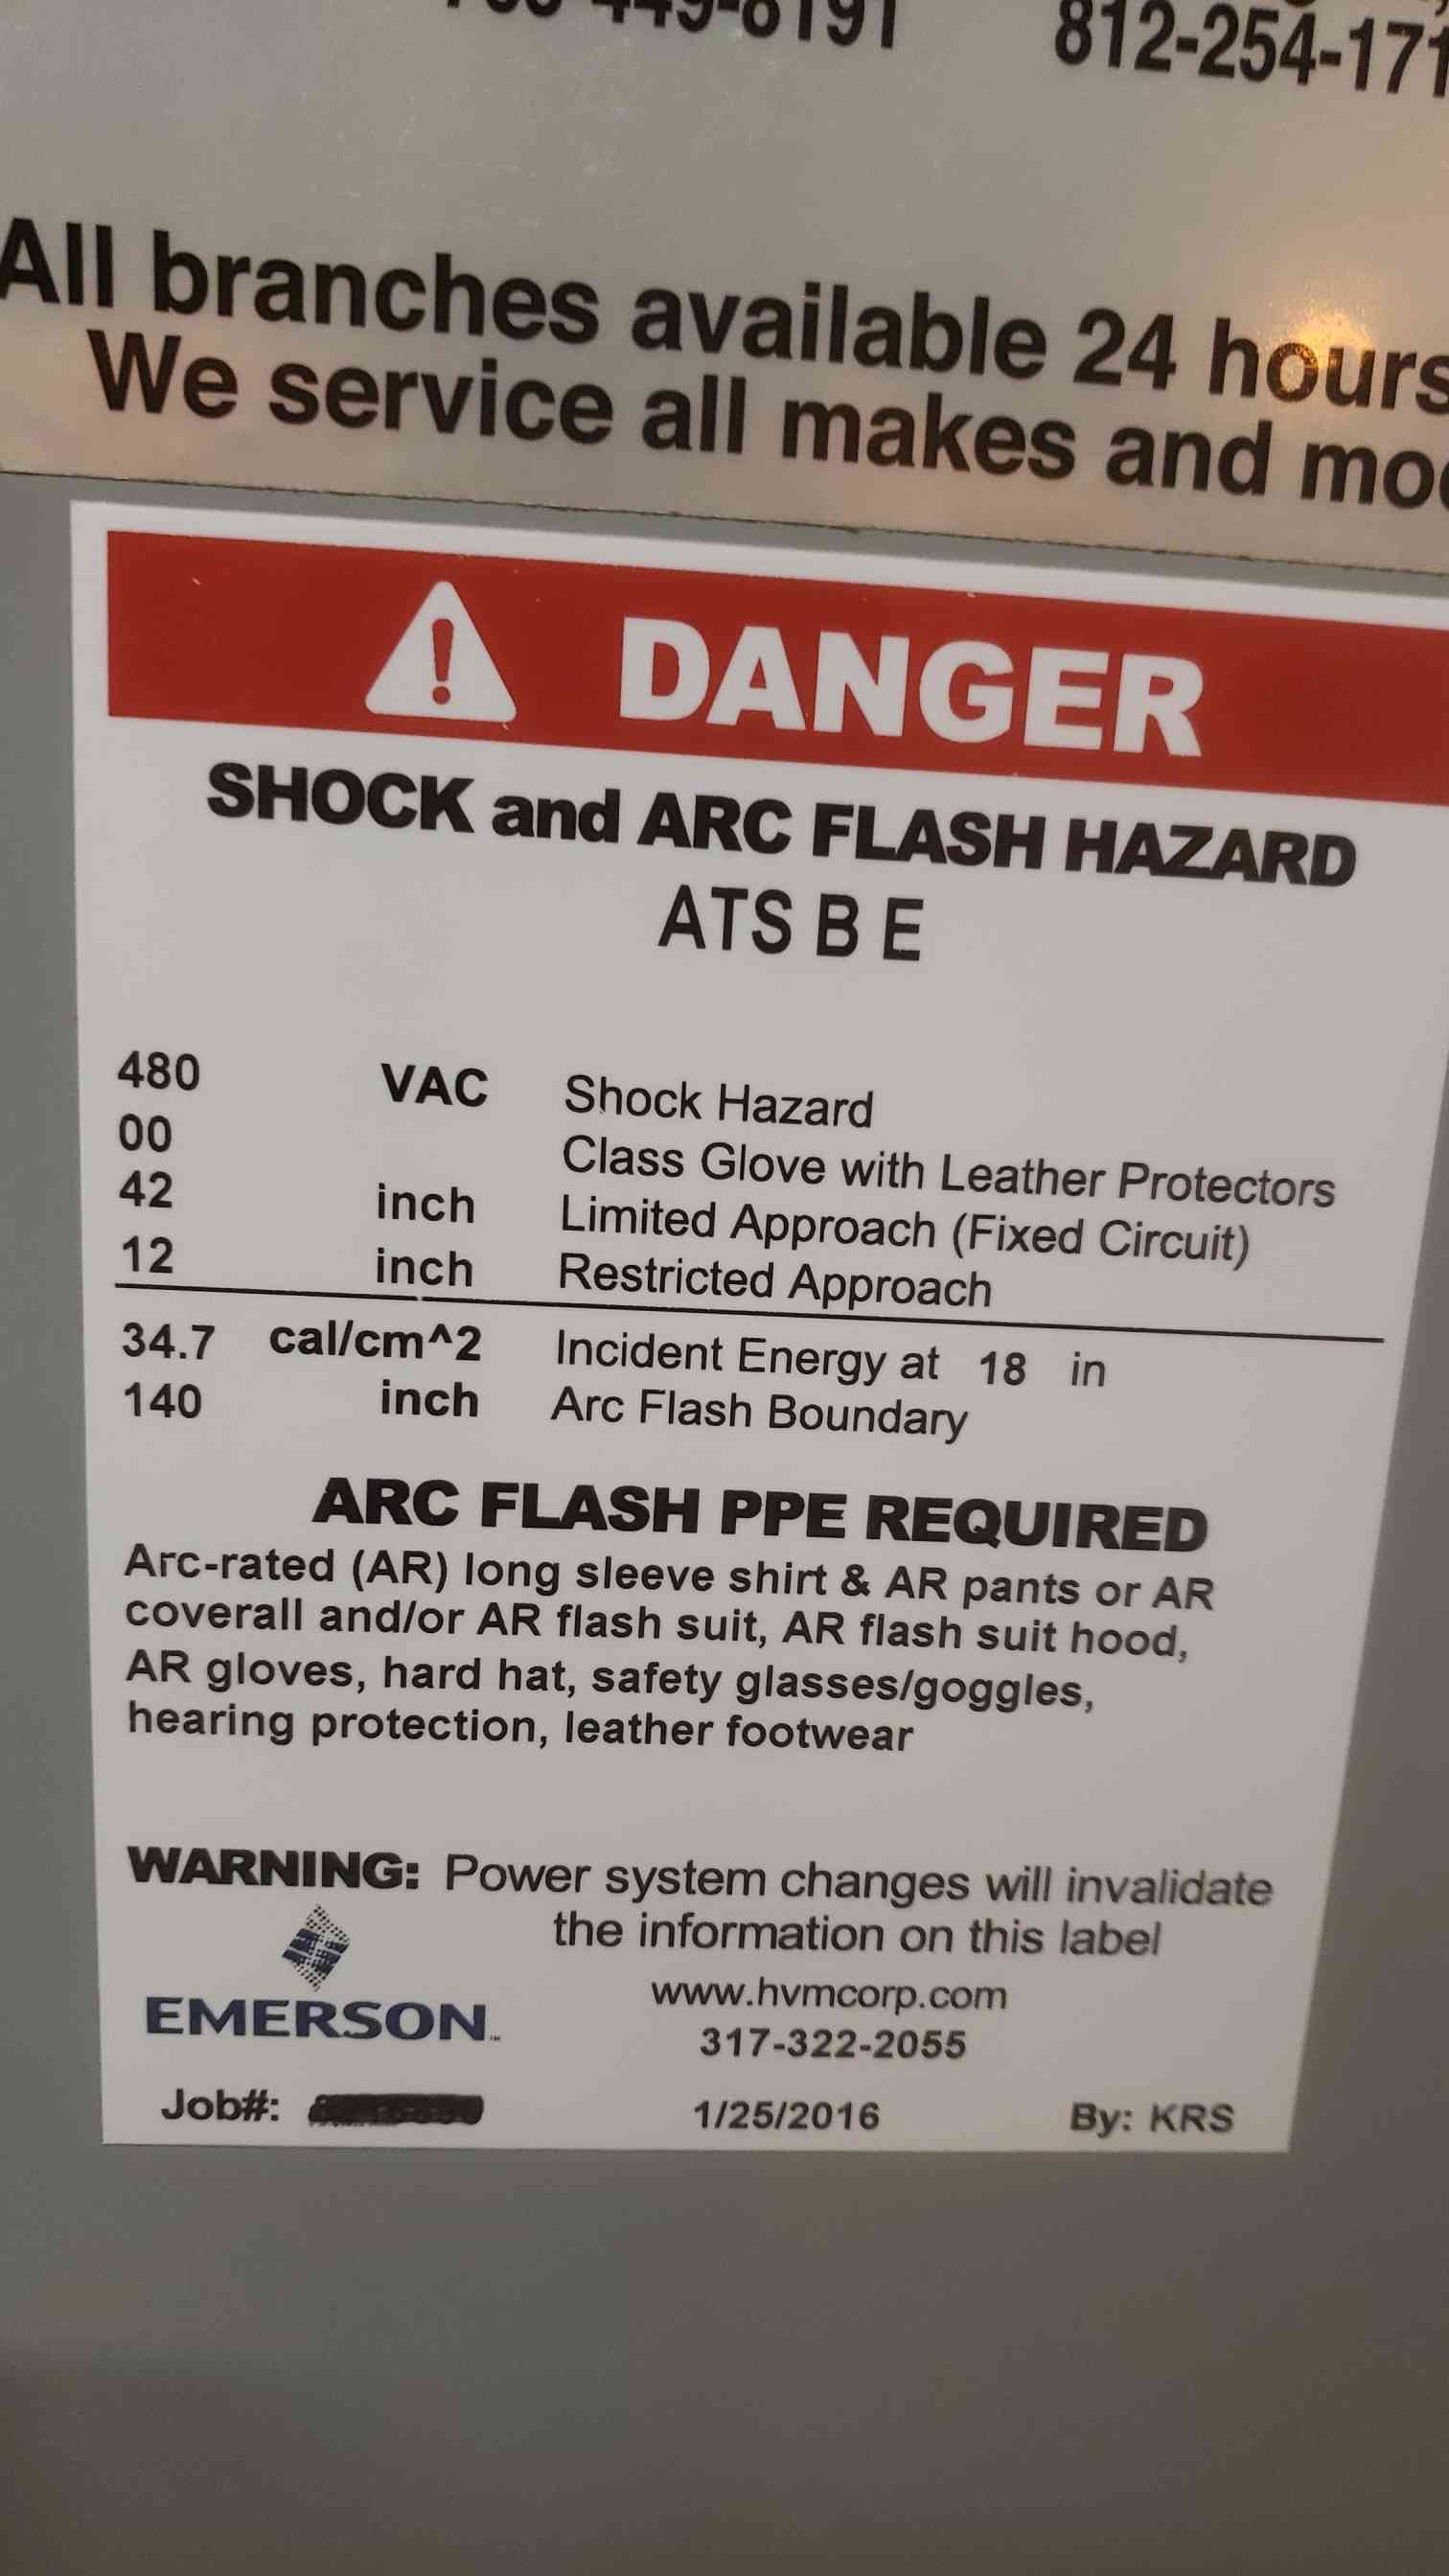 812-254-171
All branches available 24 hours
We service all makes and mo
DANGER
SHOCK and ARC FLASH HAZARD
ATS B E
480 VAC Shock Hazard
00 Class Glove with Leather Protectors
42 inch Limited Approach (Fixed Circuit)
12 inch Restricted Approach
34.7 cal/cm^2 Incident Energy at 18 in
140 inch Arc Flash Boundary
ARC FLASH PPE REQUIRED
Arc-rated (AR) long sleeve shirt & AR pants or AR
coverall and/or AR flash suit, AR flash suit hood,
AR gloves, hard hat, safety glasses/goggles,
hearing protection, leather footwear
WARNING: Power system changes will invalidate
the information on this label
www.hvmcorp.com
EMERSON™
317-322-2055
Job#: 1/25/2016 By: KRS